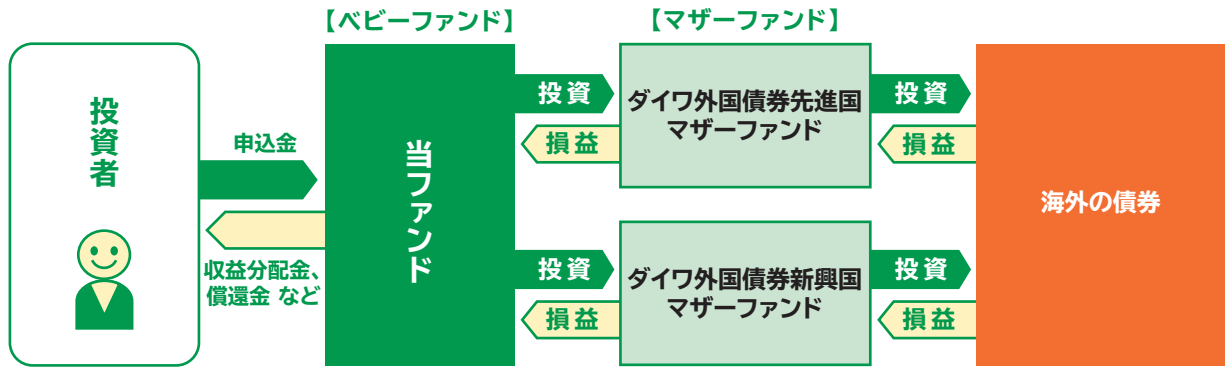 【ベビーファンド】
【マザーファンド】
投資者
申込金
収益分配金、
償還金 など
当ファンド
投資
損益
ダイワ外国債券先進国
マザーファンド
投資
損益
投資
損益
ダイワ外国債券新興国
マザーファンド
投資
損益
海外の債券